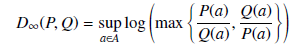 D∞(P, Q) = sup a∈A log ( max { P(a)/Q(a), Q(a)/P(a) } )